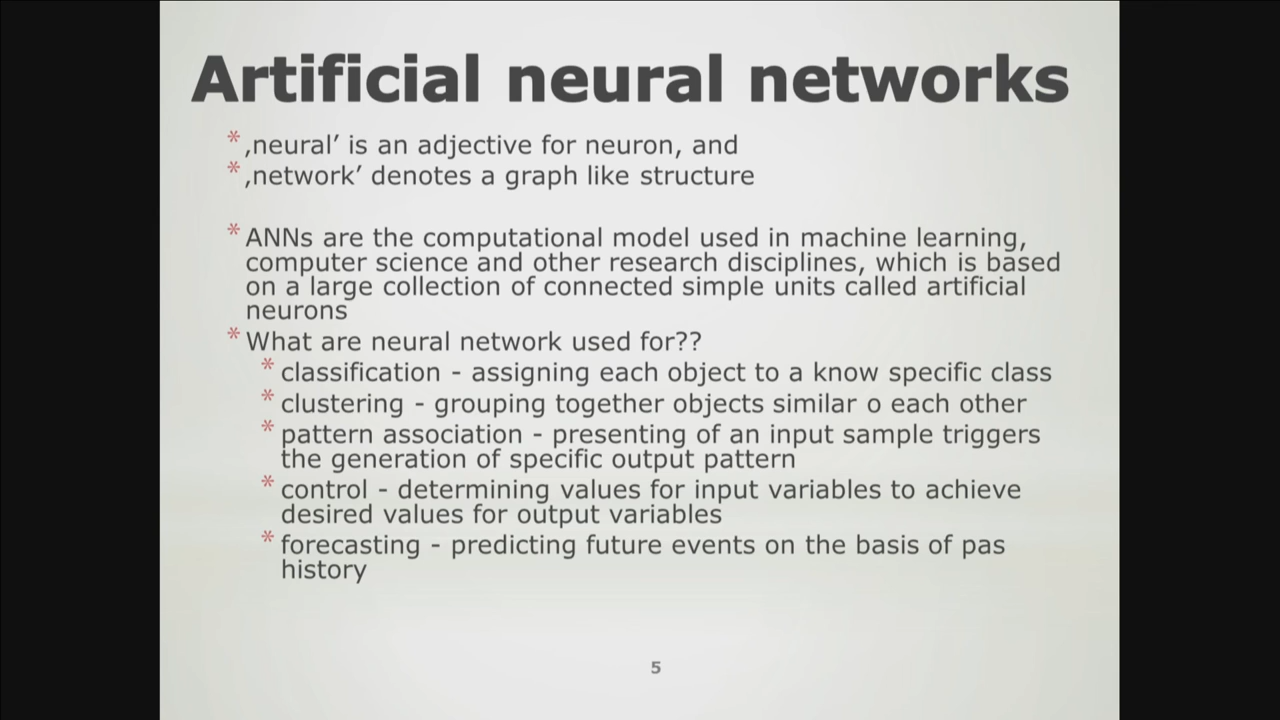 Artificial neural networks
* ‚neural’ is an adjective for neuron, and
* ‚network’ denotes a graph like structure
* ANNs are the computational model used in machine learning,
computer science and other research disciplines, which is based
on a large collection of connected simple units called artificial
neurons
* What are neural network used for??
* classification - assigning each object to a know specific class
* clustering - grouping together objects similar o each other
* pattern association - presenting of an input sample triggers
the generation of specific output pattern
* control - determining values for input variables to achieve
desired values for output variables
* forecasting - predicting future events on the basis of pas
history
5